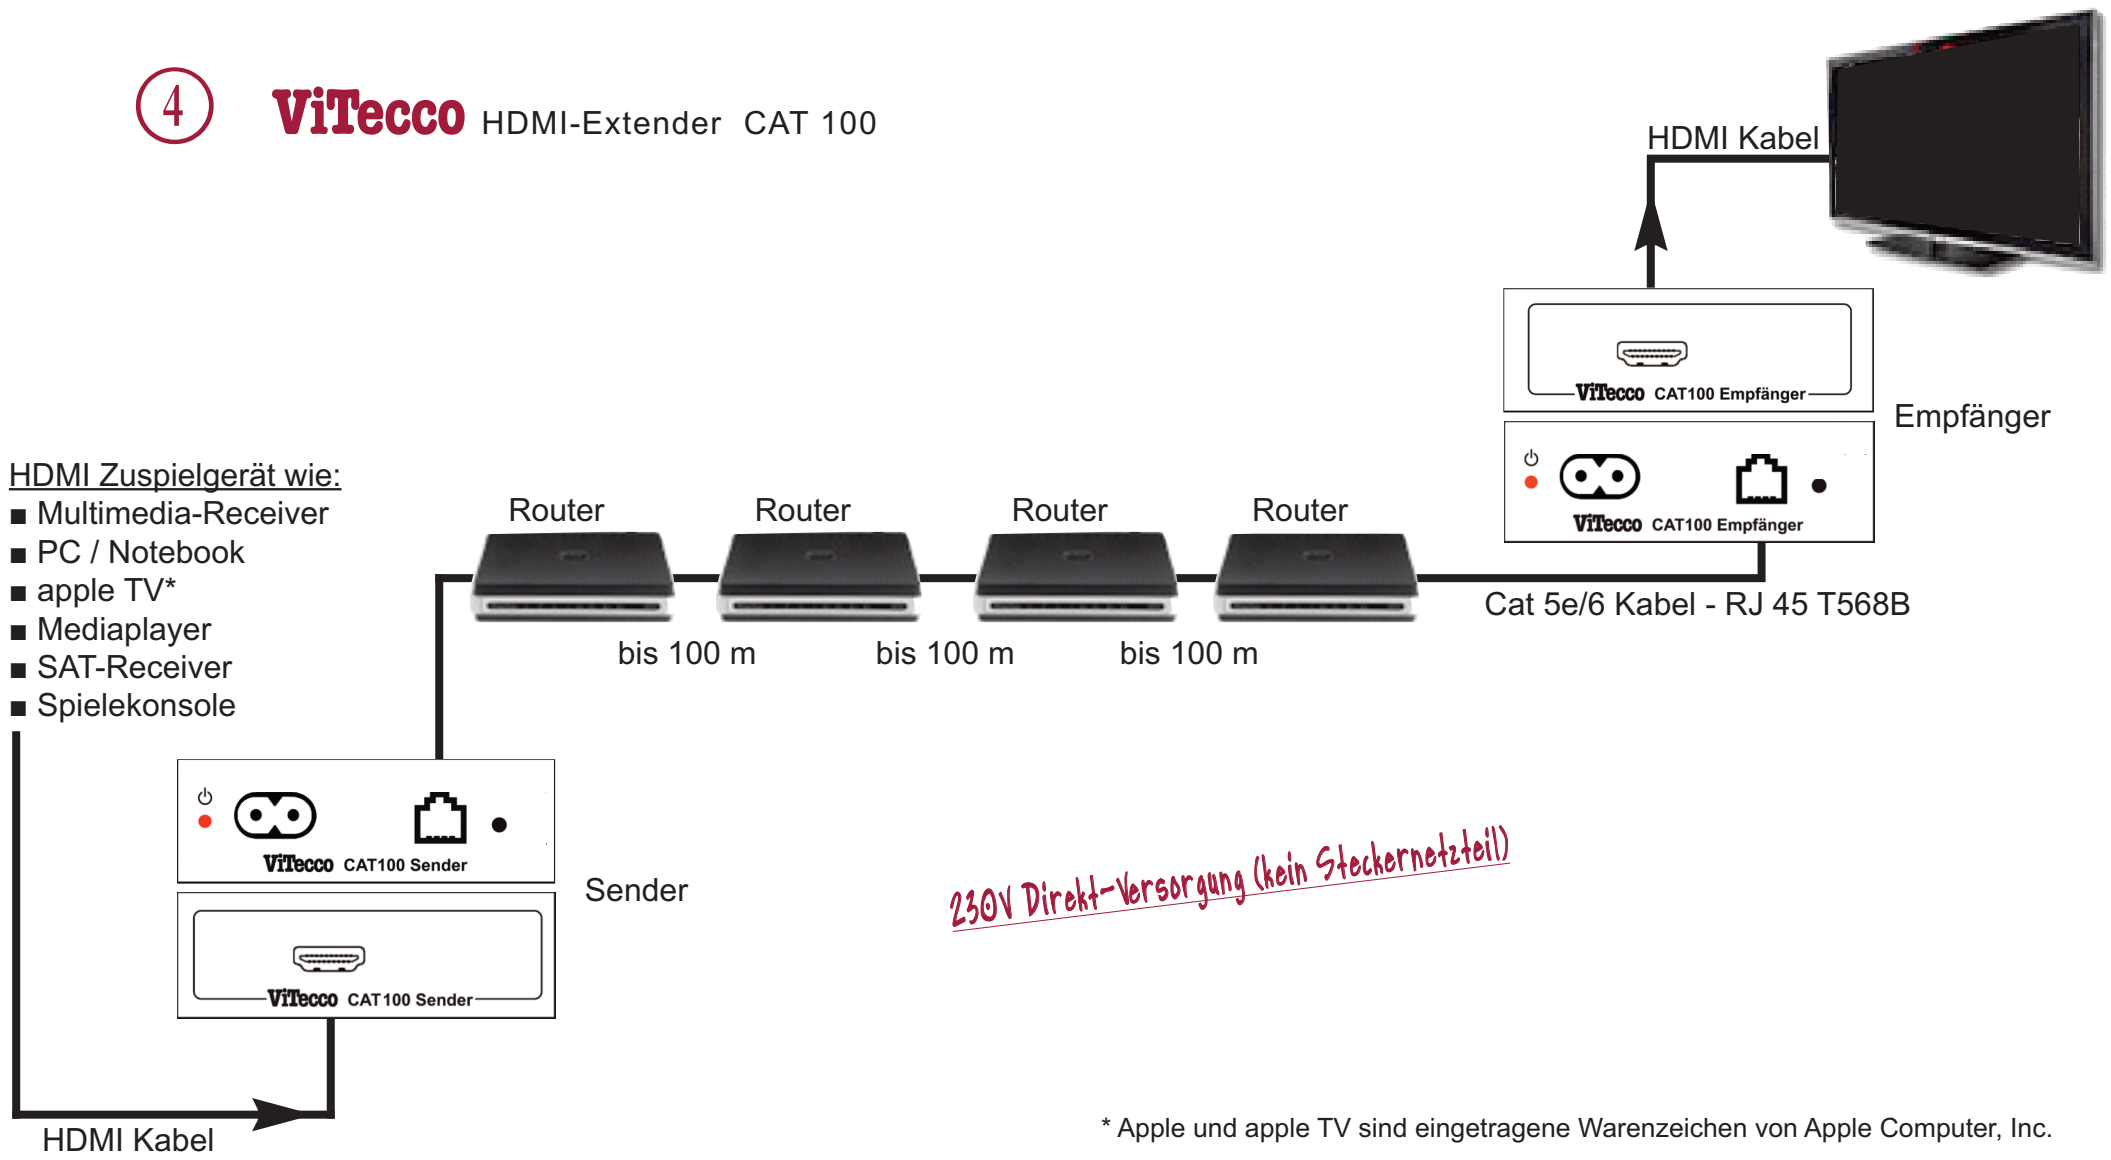 4 ViTecco HDMI-Extender CAT 100
HDMI Kabel
ViTecco CAT100 Empfänger
Empfänger
ViTecco CAT100 Empfänger
HDMI Zuspielgerät wie:
■ Multimedia-Receiver
■ PC / Notebook
■ apple TV*
■ Mediaplayer
■ SAT-Receiver
■ Spielekonsole
Router Router Router Router
Cat 5e/6 Kabel - RJ 45 T568B
bis 100 m bis 100 m bis 100 m
ViTecco CAT100 Sender
Sender
ViTecco CAT100 Sender
230V Direkt-Versorgung (kein Steckernetzteil)
HDMI Kabel
* Apple und apple TV sind eingetragene Warenzeichen von Apple Computer, Inc.